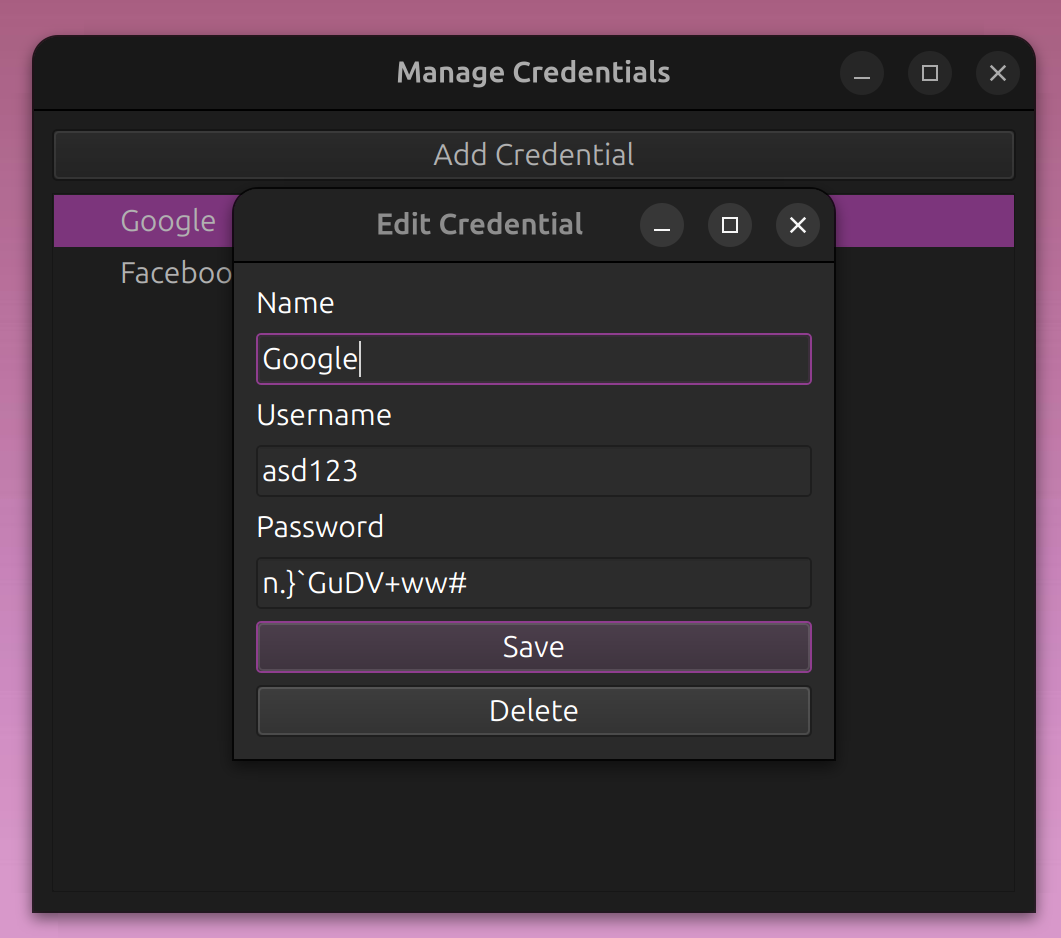 Manage Credentials
Add Credential
Google
Faceboo
Edit Credential
Name
Google
Username
asd123
Password
n.}`GuDV+ww#
Save
Delete